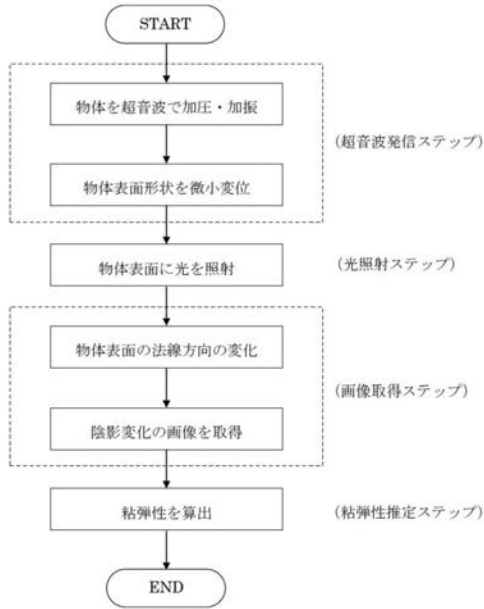 START
物体を超音波で加圧・加振
(超音波発信ステップ)
物体表面形状を微小変位
物体表面に光を照射
(光照射ステップ)
物体表面の法線方向の変化
(画像取得ステップ)
陰影変化の画像を取得
粘弾性を算出
(粘弾性推定ステップ)
END